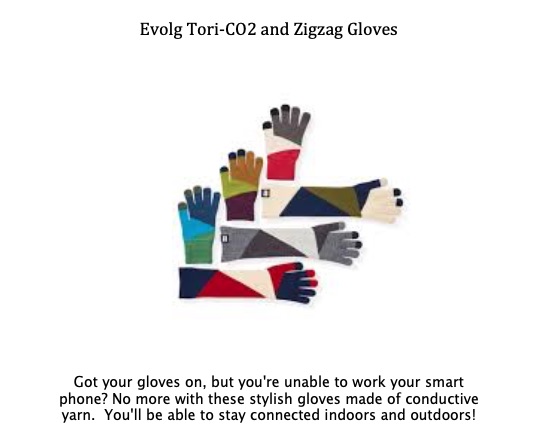 Evolg Tori-CO2 and Zigzag Gloves
Got your gloves on, but you're unable to work your smart
phone? No more with these stylish gloves made of conductive
yarn.  You'll be able to stay connected indoors and outdoors!